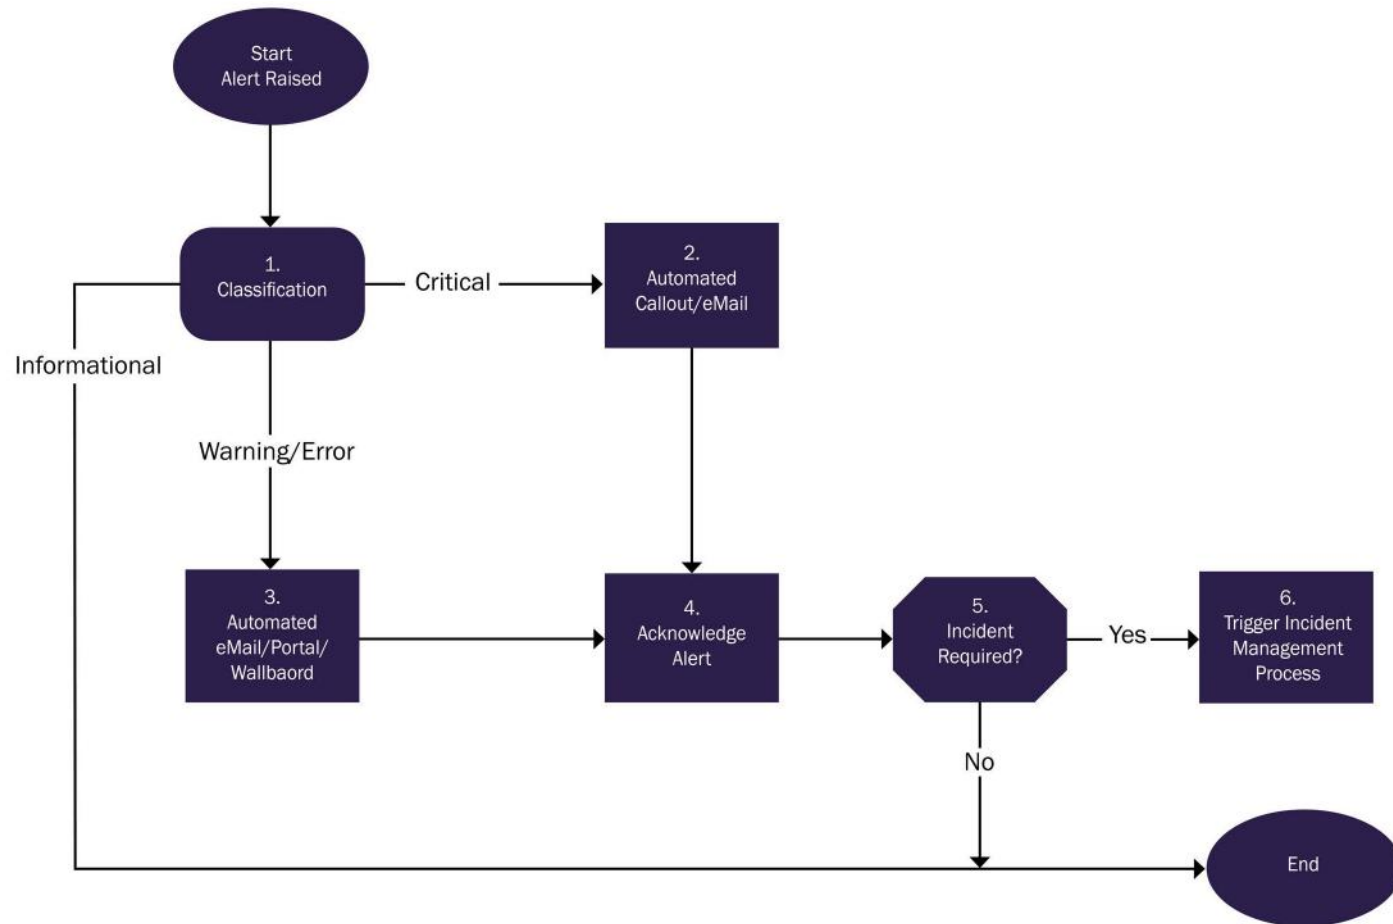 Start
Alert Raised
1.
Classification
Critical
2.
Automated
Callout/eMail
Informational
Warning/Error
3.
Automated
eMail/Portal/
Wallbaord
4.
Acknowledge
Alert
5.
Incident
Required?
Yes
6.
Trigger Incident
Management
Process
No
End